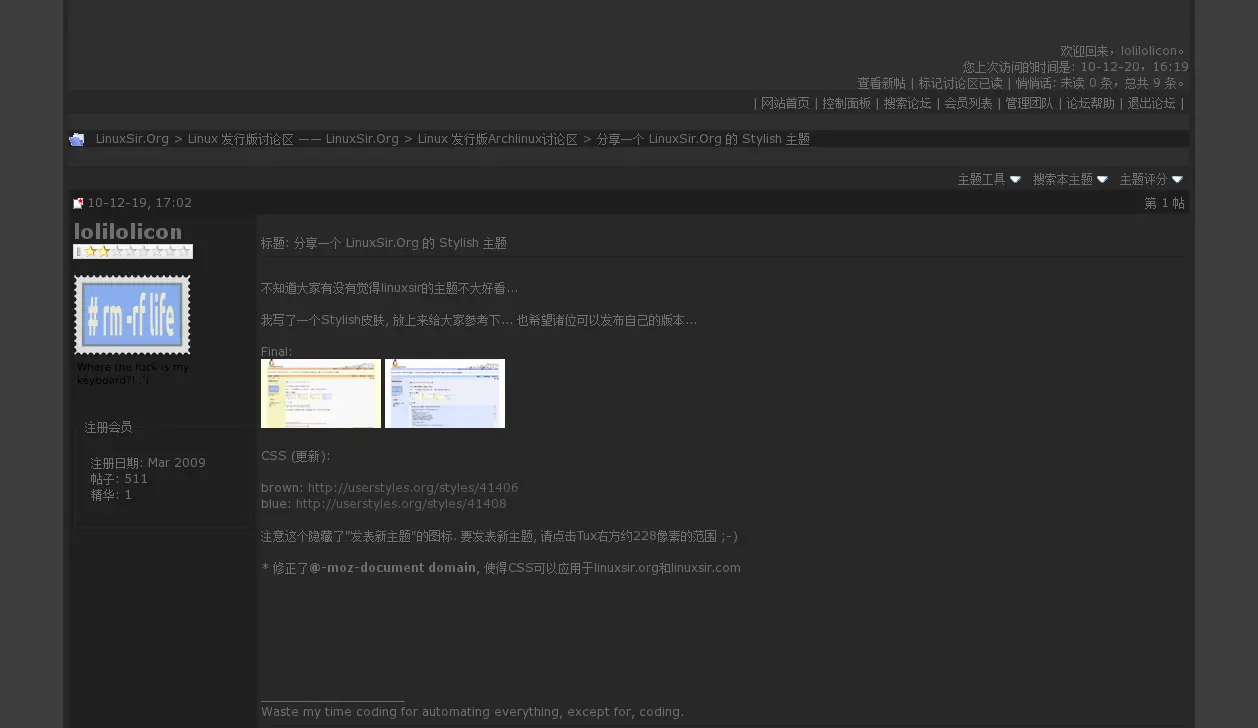 欢迎回来，lolilolicon。
您上次访问的时间是: 10-12-20，16:19
查看新帖 | 标记讨论区已读 | 悄悄话: 未读 0 条，总共 9 条。
| 网站首页 | 控制面板 | 搜索论坛 | 会员列表 | 管理团队 | 论坛帮助 | 退出论坛 |
LinuxSir.Org > Linux 发行版讨论区 —— LinuxSir.Org > Linux 发行版Archlinux讨论区 > 分享一个 LinuxSir.Org 的 Stylish 主题
主题工具 搜索本主题 主题评分
10-12-19, 17:02 第 1 帖
lolilolicon
# rm -rf life
Where the fuck is my
keyboard?! :'(
注册会员
注册日期: Mar 2009
帖子: 511
精华: 1
标题: 分享一个 LinuxSir.Org 的 Stylish 主题
不知道大家有没有觉得linuxsir的主题不大好看...
我写了一个Stylish皮肤, 放上来给大家参考下... 也希望诸位可以发布自己的版本...
Final:
CSS (更新):
brown: http://userstyles.org/styles/41406
blue: http://userstyles.org/styles/41408
注意这个隐藏了"发表新主题"的图标. 要发表新主题, 请点击Tux右方约228像素的范围 ;-)
* 修正了@-moz-document domain, 使得CSS可以应用于linuxsir.org和linuxsir.com
Waste my time coding for automating everything, except for, coding.